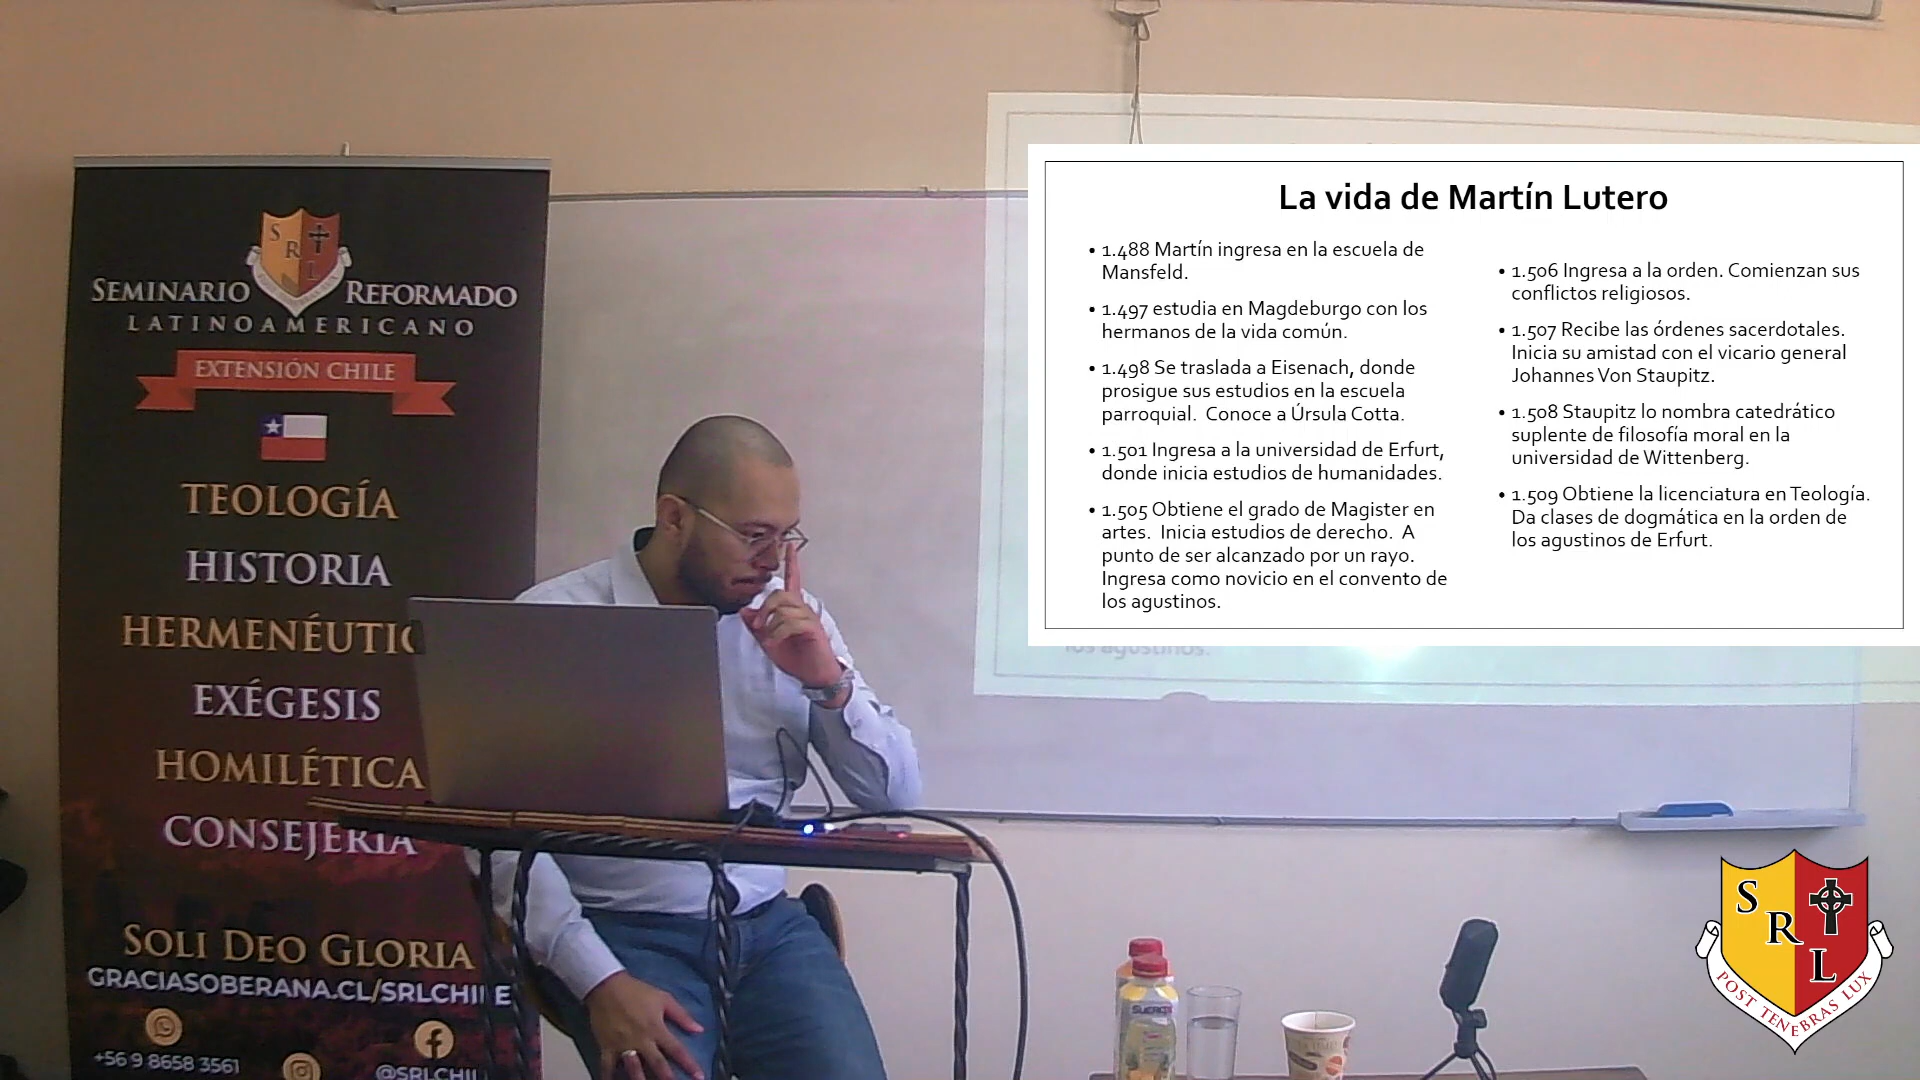 S
R
L
SEMINARIO REFORMADO
LATINOAMERICANO
EXTENSIÓN CHILE
TEOLOGÍA
HISTORIA
HERMENÉUTIC
EXÉGESIS
HOMILÉTICA
CONSEJERÍA
SOLI DEO GLORIA
GRACIASOBERANA.CL/SRLCHILE
+56 9 8658 3561
@SRLCHIL
La vida de Martín Lutero
• 1.488 Martín ingresa en la escuela de
Mansfeld.
• 1.497 estudia en Magdeburgo con los
hermanos de la vida común.
• 1.498 Se traslada a Eisenach, donde
prosigue sus estudios en la escuela
parroquial. Conoce a Úrsula Cotta.
• 1.501 Ingresa a la universidad de Erfurt,
donde inicia estudios de humanidades.
• 1.505 Obtiene el grado de Magister en
artes. Inicia estudios de derecho. A
punto de ser alcanzado por un rayo.
Ingresa como novicio en el convento de
los agustinos.
• 1.506 Ingresa a la orden. Comienzan sus
conflictos religiosos.
• 1.507 Recibe las órdenes sacerdotales.
Inicia su amistad con el vicario general
Johannes Von Staupitz.
• 1.508 Staupitz lo nombra catedrático
suplente de filosofía moral en la
universidad de Wittenberg.
• 1.509 Obtiene la licenciatura en Teología.
Da clases de dogmática en la orden de
los agustinos de Erfurt.
los agustinos.
S
R
L
POST TENEBRAS LUX